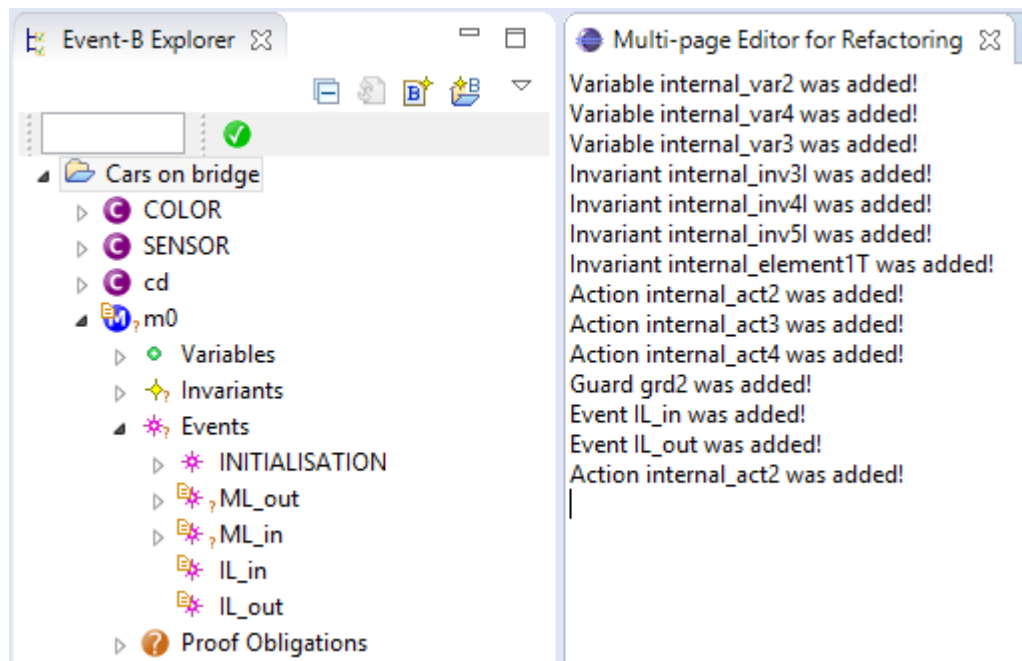 Event-B Explorer
Cars on bridge
COLOR
SENSOR
cd
m0
Variables
Invariants
Events
INITIALISATION
ML_out
ML_in
IL_in
IL_out
Proof Obligations
Multi-page Editor for Refactoring
Variable internal_var2 was added!
Variable internal_var4 was added!
Variable internal_var3 was added!
Invariant internal_inv3I was added!
Invariant internal_inv4I was added!
Invariant internal_inv5I was added!
Invariant internal_element1T was added!
Action internal_act2 was added!
Action internal_act3 was added!
Action internal_act4 was added!
Guard grd2 was added!
Event IL_in was added!
Event IL_out was added!
Action internal_act2 was added!